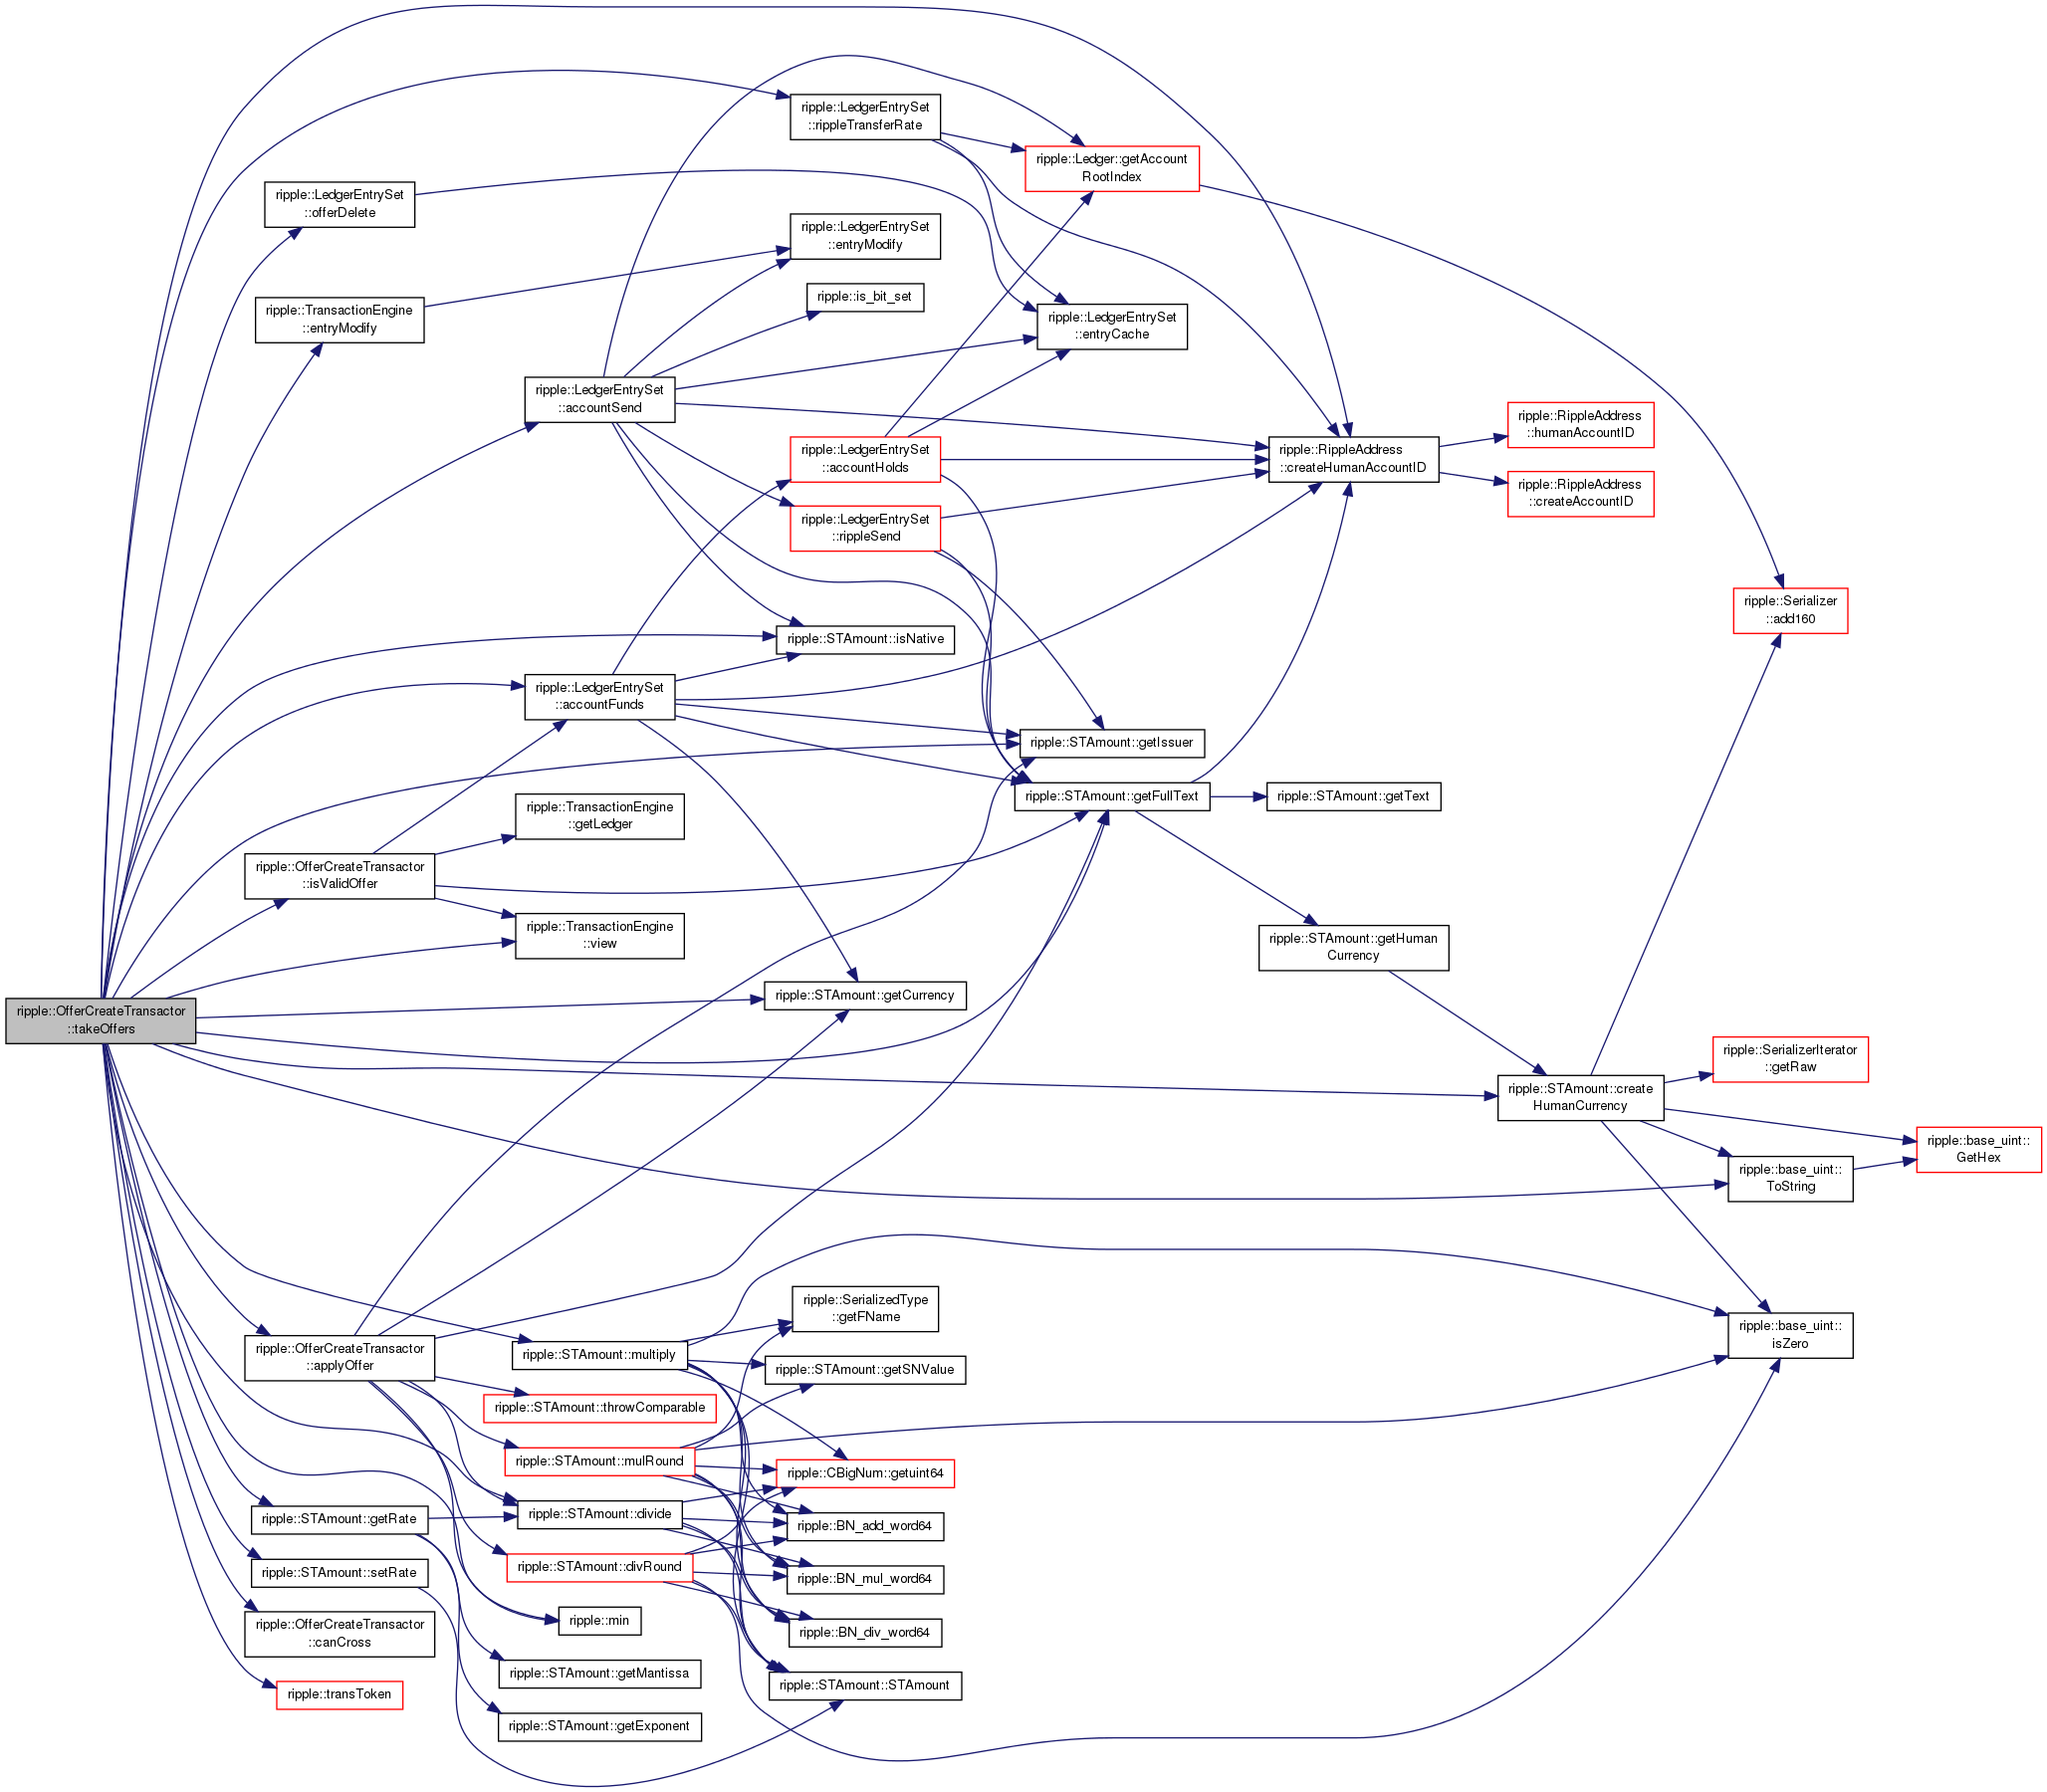 ripple::LedgerEntrySet
::rippleTransferRate
ripple::Ledger::getAccount
RootIndex
ripple::LedgerEntrySet
::offerDelete
ripple::LedgerEntrySet
::entryModify
ripple::TransactionEngine
::entryModify
ripple::is_bit_set
ripple::LedgerEntrySet
::entryCache
ripple::LedgerEntrySet
::accountSend
ripple::LedgerEntrySet
::accountHolds
ripple::RippleAddress
::createHumanAccountID
ripple::RippleAddress
::humanAccountID
ripple::RippleAddress
::createAccountID
ripple::LedgerEntrySet
::rippleSend
ripple::Serializer
::add160
ripple::STAmount::isNative
ripple::LedgerEntrySet
::accountFunds
ripple::STAmount::getIssuer
ripple::STAmount::getFullText
ripple::STAmount::getText
ripple::TransactionEngine
::getLedger
ripple::OfferCreateTransactor
::isValidOffer
ripple::TransactionEngine
::view
ripple::STAmount::getHuman
Currency
ripple::STAmount::getCurrency
ripple::OfferCreateTransactor
::takeOffers
ripple::SerializerIterator
::getRaw
ripple::STAmount::create
HumanCurrency
ripple::base_uint::
GetHex
ripple::base_uint::
ToString
ripple::SerializedType
::getFName
ripple::base_uint::
isZero
ripple::OfferCreateTransactor
::applyOffer
ripple::STAmount::multiply
ripple::STAmount::getSNValue
ripple::STAmount::throwComparable
ripple::STAmount::mulRound
ripple::CBigNum::getuint64
ripple::STAmount::getRate
ripple::STAmount::divide
ripple::BN_add_word64
ripple::STAmount::setRate
ripple::STAmount::divRound
ripple::BN_mul_word64
ripple::OfferCreateTransactor
::canCross
ripple::min
ripple::BN_div_word64
ripple::STAmount::getMantissa
ripple::STAmount::STAmount
ripple::transToken
ripple::STAmount::getExponent